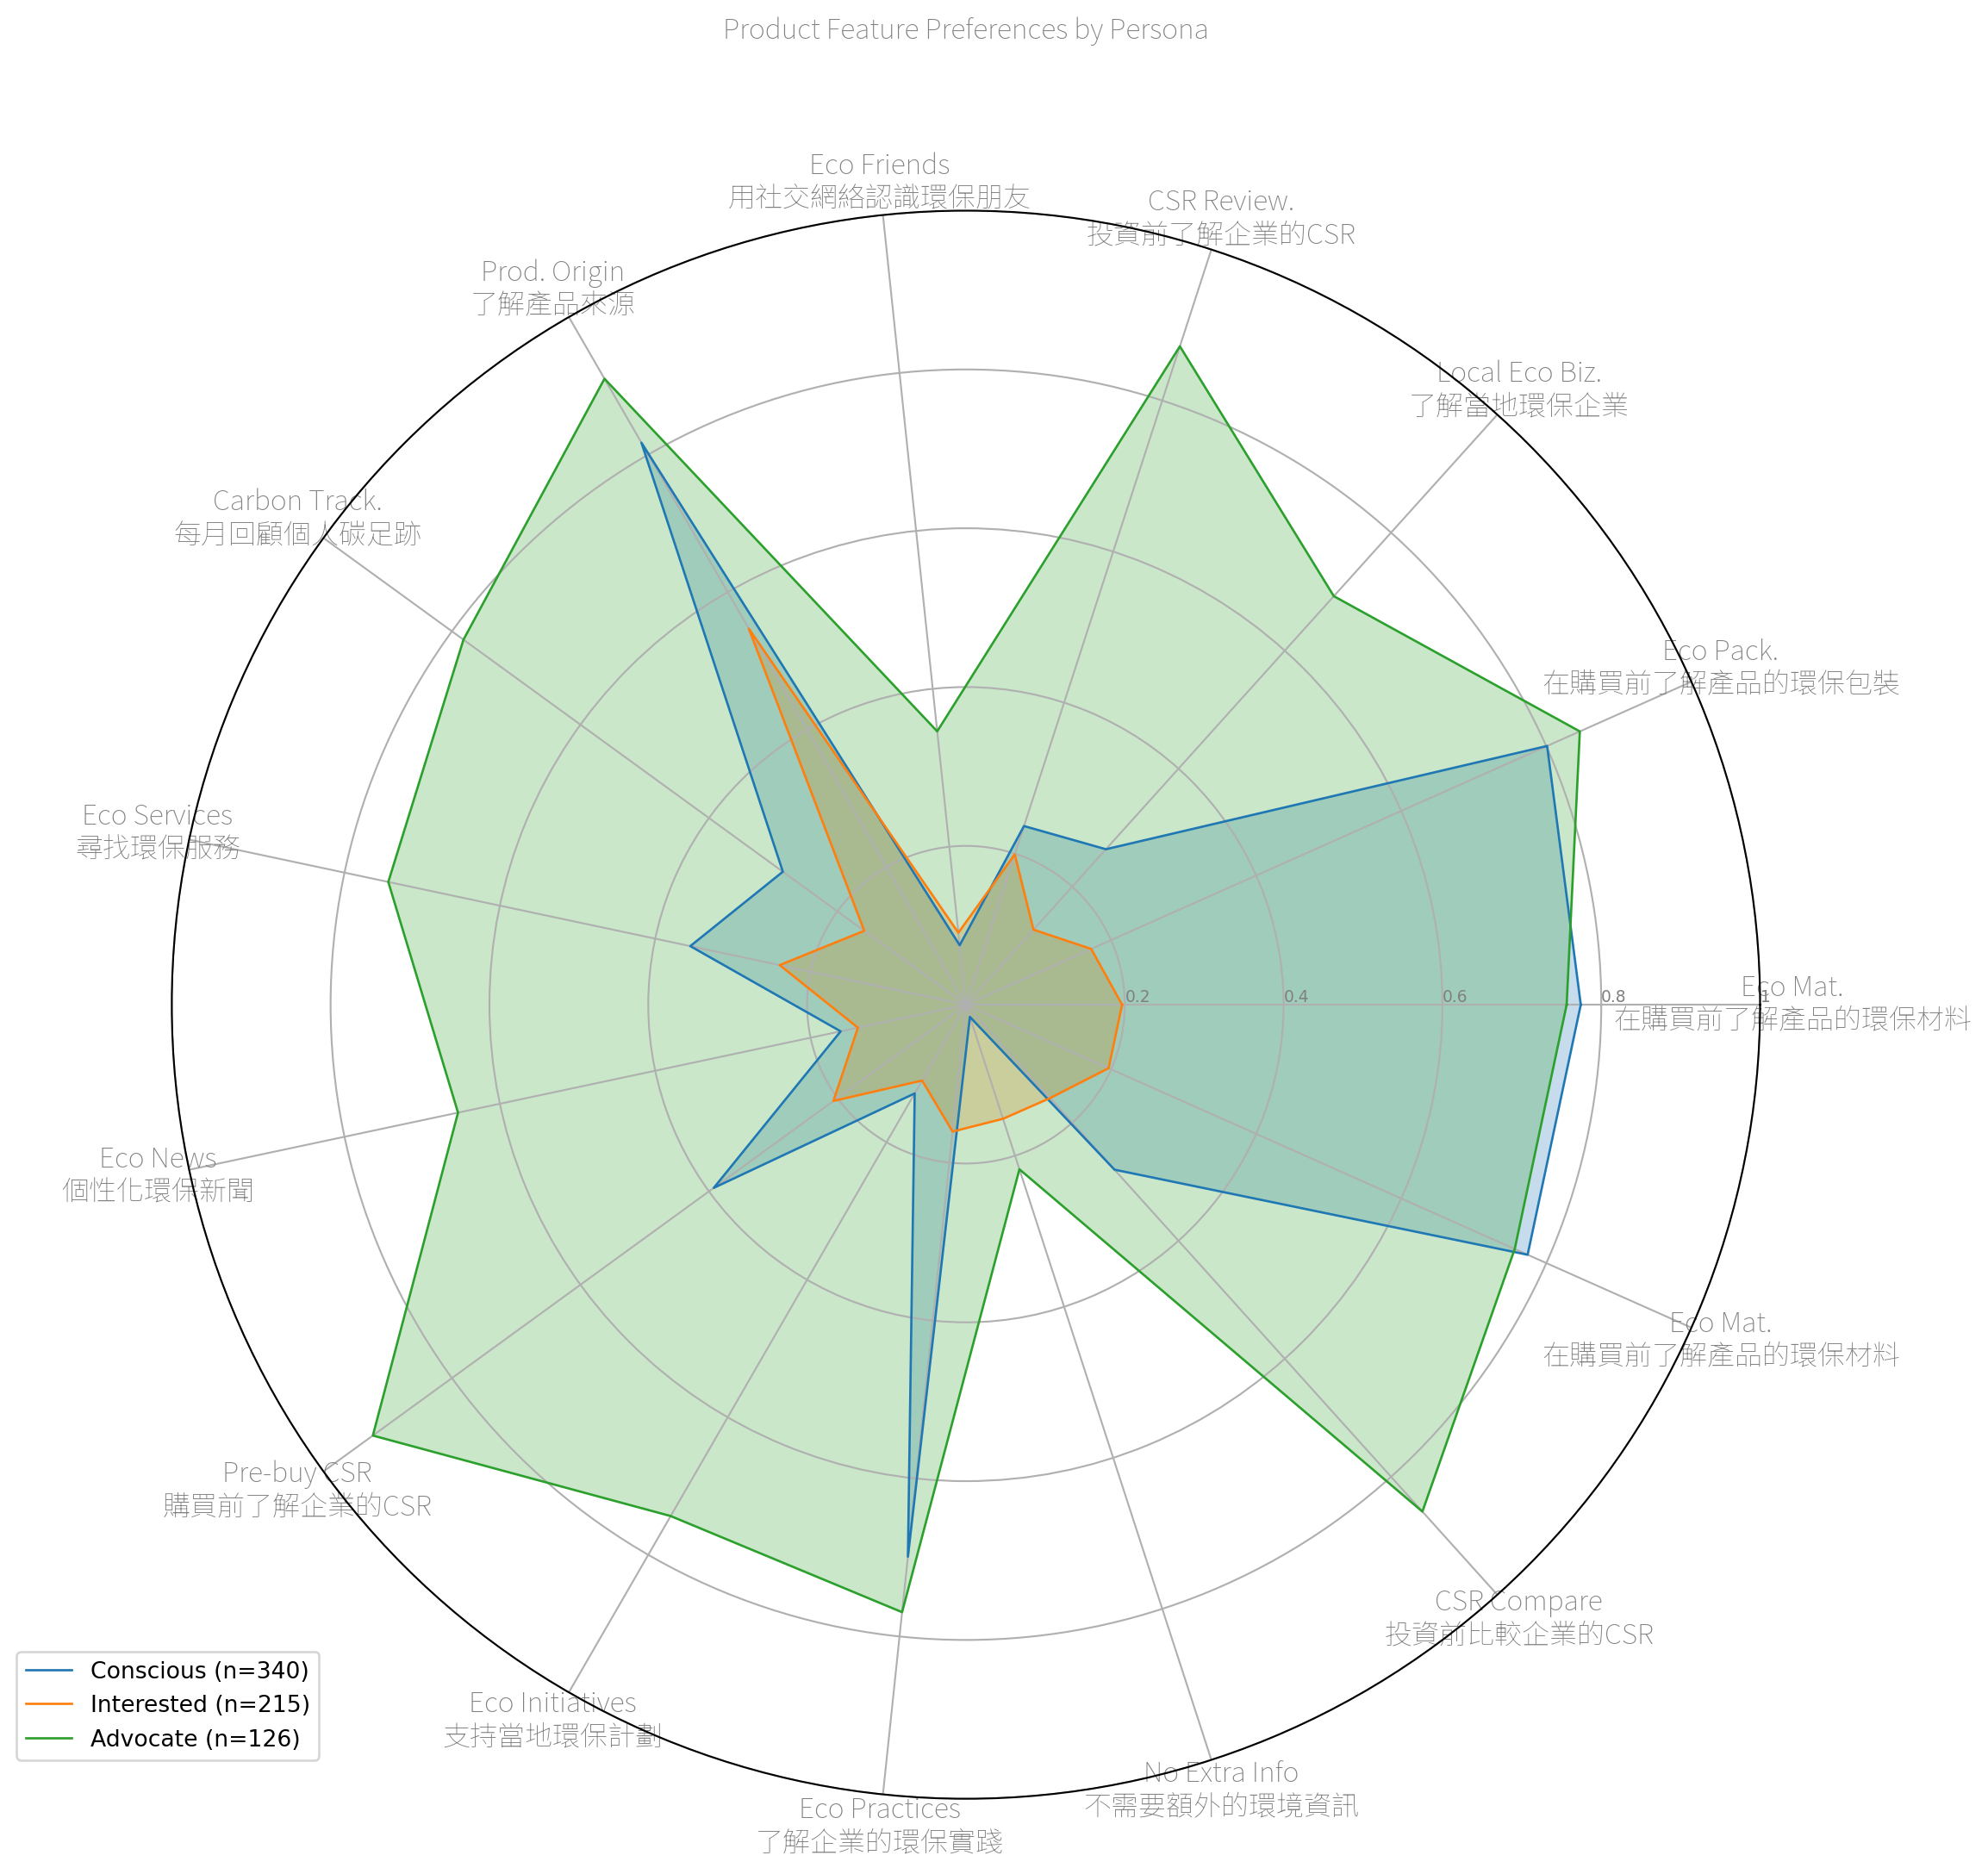 Product Feature Preferences by Persona
Eco Friends
用社交網絡認識環保朋友
CSR Review.
投資前了解企業的CSR
Prod. Origin
了解產品來源
Local Eco Biz.
了解當地環保企業
Carbon Track.
每月回顧個人碳足跡
Eco Pack.
在購買前了解產品的環保包裝
Eco Services
尋找環保服務
Eco Mat.
在購買前了解產品的環保材料
0.2
0.4
0.6
0.8
1
Eco News
個性化環保新聞
Eco Mat.
在購買前了解產品的環保材料
Pre-buy CSR
購買前了解企業的CSR
CSR Compare
投資前比較企業的CSR
Eco Initiatives
支持當地環保計劃
No Extra Info
不需要額外的環境資訊
Eco Practices
了解企業的環保實踐
Conscious (n=340)
Interested (n=215)
Advocate (n=126)